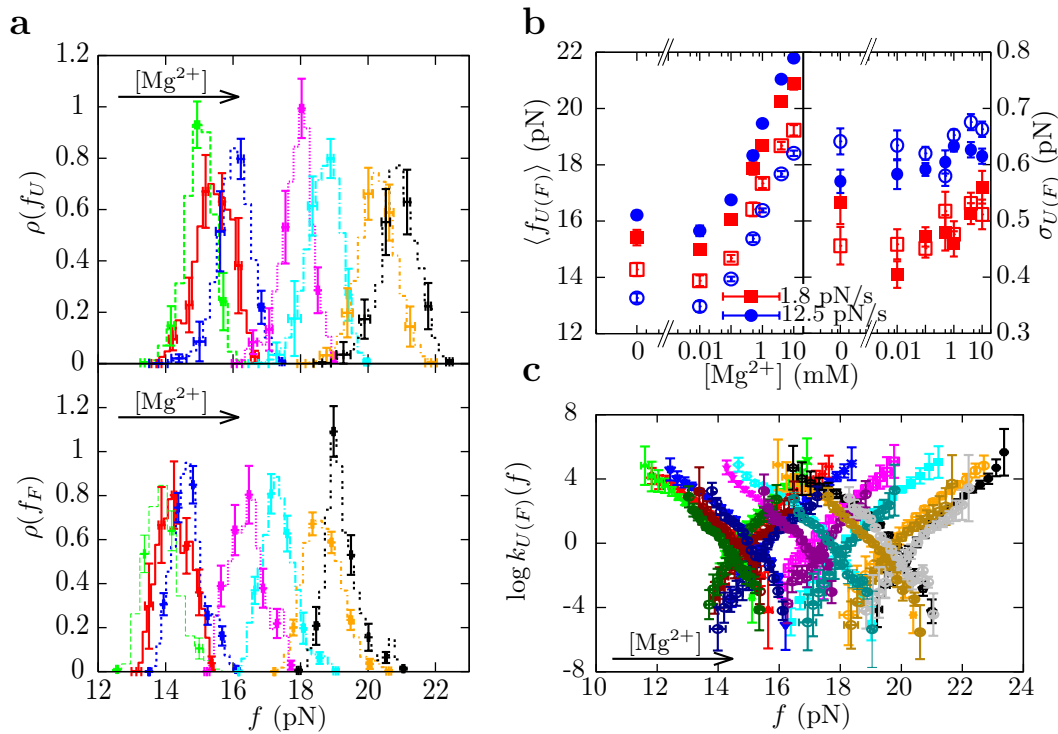 a
1.2
1
0.8
0.6
0.4
0.2
0
ρ(f_U)
[Mg²⁺]
1.2
1
0.8
0.6
0.4
0.2
0
ρ(f_F)
[Mg²⁺]
12 14 16 18 20 22
f (pN)
b
22
20
18
16
14
12
⟨f_{U(F)}⟩ (pN)
0.8
0.7
0.6
0.5
0.4
0.3
σ_{U(F)} (pN)
1.8 pN/s
12.5 pN/s
0 0.01 1 10 0 0.01 1 10
[Mg²⁺] (mM)
c
8
4
0
-4
-8
log k_{U(F)}(f)
[Mg²⁺]
10 12 14 16 18 20 22 24
f (pN)